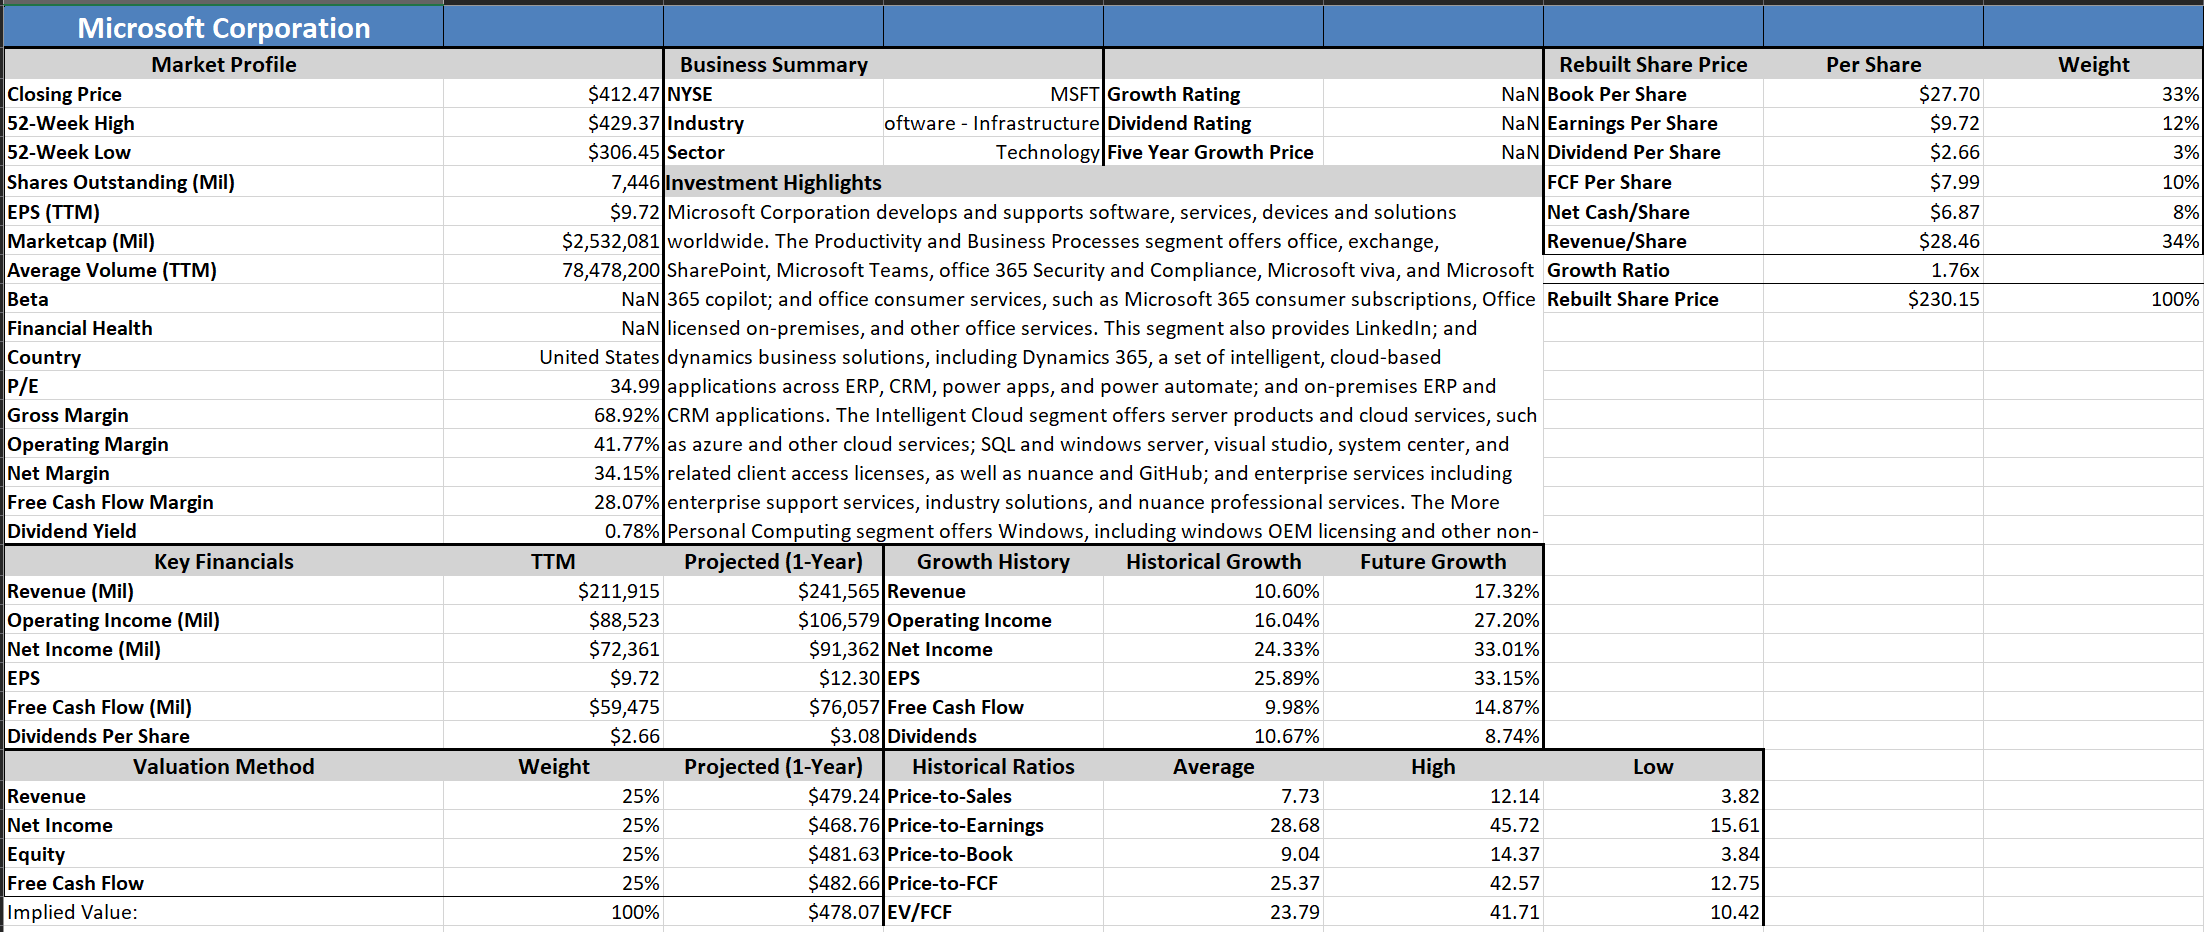 Microsoft Corporation
Market Profile Business Summary Rebuilt Share Price Per Share Weight
Closing Price $412.47 NYSE MSFT Growth Rating NaN Book Per Share $27.70 33%
52-Week High $429.37 Industry oftware - Infrastructure Dividend Rating NaN Earnings Per Share $9.72 12%
52-Week Low $306.45 Sector Technology Five Year Growth Price NaN Dividend Per Share $2.66 3%
Shares Outstanding (Mil) 7,446 Investment Highlights FCF Per Share $7.99 10%
EPS (TTM) $9.72 Microsoft Corporation develops and supports software, services, devices and solutions Net Cash/Share $6.87 8%
Marketcap (Mil) $2,532,081 worldwide. The Productivity and Business Processes segment offers office, exchange, Revenue/Share $28.46 34%
Average Volume (TTM) 78,478,200 SharePoint, Microsoft Teams, office 365 Security and Compliance, Microsoft viva, and Microsoft Growth Ratio 1.76x
Beta NaN 365 copilot; and office consumer services, such as Microsoft 365 consumer subscriptions, Office Rebuilt Share Price $230.15 100%
Financial Health NaN licensed on-premises, and other office services. This segment also provides LinkedIn; and
Country United States dynamics business solutions, including Dynamics 365, a set of intelligent, cloud-based
P/E 34.99 applications across ERP, CRM, power apps, and power automate; and on-premises ERP and
Gross Margin 68.92% CRM applications. The Intelligent Cloud segment offers server products and cloud services, such
Operating Margin 41.77% as azure and other cloud services; SQL and windows server, visual studio, system center, and
Net Margin 34.15% related client access licenses, as well as nuance and GitHub; and enterprise services including
Free Cash Flow Margin 28.07% enterprise support services, industry solutions, and nuance professional services. The More
Dividend Yield 0.78% Personal Computing segment offers Windows, including windows OEM licensing and other non-
Key Financials TTM Projected (1-Year) Growth History Historical Growth Future Growth
Revenue (Mil) $211,915 $241,565 Revenue 10.60% 17.32%
Operating Income (Mil) $88,523 $106,579 Operating Income 16.04% 27.20%
Net Income (Mil) $72,361 $91,362 Net Income 24.33% 33.01%
EPS $9.72 $12.30 EPS 25.89% 33.15%
Free Cash Flow (Mil) $59,475 $76,057 Free Cash Flow 9.98% 14.87%
Dividends Per Share $2.66 $3.08 Dividends 10.67% 8.74%
Valuation Method Weight Projected (1-Year) Historical Ratios Average High Low
Revenue 25% $479.24 Price-to-Sales 7.73 12.14 3.82
Net Income 25% $468.76 Price-to-Earnings 28.68 45.72 15.61
Equity 25% $481.63 Price-to-Book 9.04 14.37 3.84
Free Cash Flow 25% $482.66 Price-to-FCF 25.37 42.57 12.75
Implied Value: 100% $478.07 EV/FCF 23.79 41.71 10.42